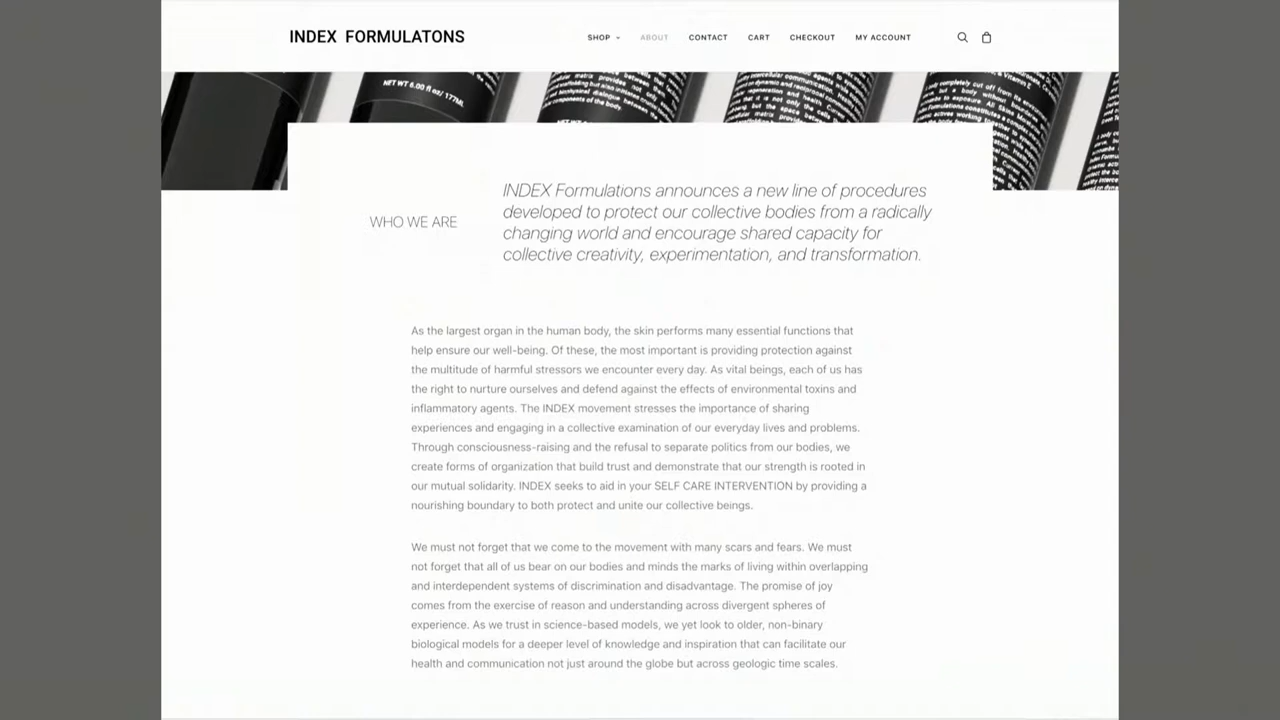 INDEX FORMULATONS
SHOP ABOUT CONTACT CART CHECKOUT MY ACCOUNT
NET WT 6.00 fl oz/ 177ML
WHO WE ARE
INDEX Formulations announces a new line of procedures
developed to protect our collective bodies from a radically
changing world and encourage shared capacity for
collective creativity, experimentation, and transformation.
As the largest organ in the human body, the skin performs many essential functions that
help ensure our well-being. Of these, the most important is providing protection against
the multitude of harmful stressors we encounter every day. As vital beings, each of us has
the right to nurture ourselves and defend against the effects of environmental toxins and
inflammatory agents. The INDEX movement stresses the importance of sharing
experiences and engaging in a collective examination of our everyday lives and problems.
Through consciousness-raising and the refusal to separate politics from our bodies, we
create forms of organization that build trust and demonstrate that our strength is rooted in
our mutual solidarity. INDEX seeks to aid in your SELF CARE INTERVENTION by providing a
nourishing boundary to both protect and unite our collective beings.
We must not forget that we come to the movement with many scars and fears. We must
not forget that all of us bear on our bodies and minds the marks of living within overlapping
and interdependent systems of discrimination and disadvantage. The promise of joy
comes from the exercise of reason and understanding across divergent spheres of
experience. As we trust in science-based models, we yet look to older, non-binary
biological models for a deeper level of knowledge and inspiration that can facilitate our
health and communication not just around the globe but across geologic time scales.